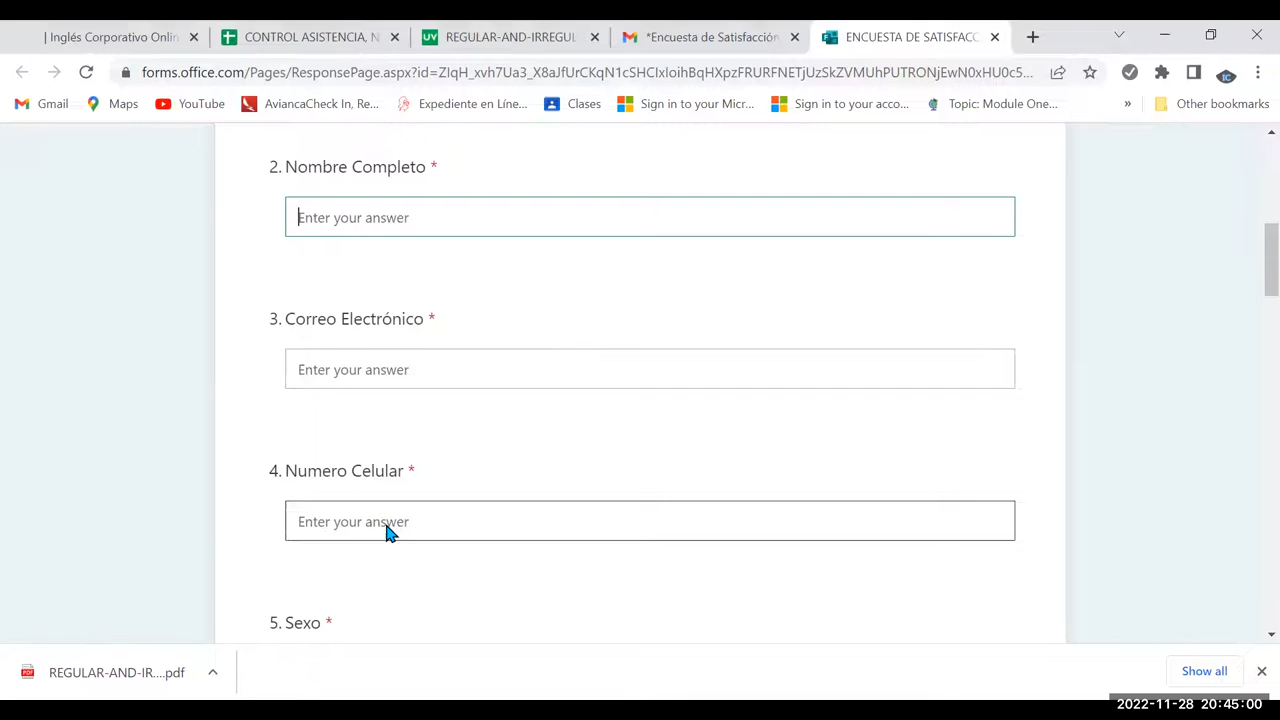 | Inglés Corporativo Online
CONTROL ASISTENCIA, N
REGULAR-AND-IRREGUL
*Encuesta de Satisfacción
ENCUESTA DE SATISFACC
forms.office.com/Pages/ResponsePage.aspx?id=ZIqH_xvh7Ua3_X8aJfUrCKqN1cSHCIxIoihBqHXpzFRURFNETjUzSkZVMUhPUTRONjEwN0xHU0c5...
Gmail
Maps
YouTube
AviancaCheck In, Re...
Expediente en Líne...
Clases
Sign in to your Micr...
Sign in to your acco...
Topic: Module One...
»
Other bookmarks
2. Nombre Completo *
Enter your answer
3. Correo Electrónico *
Enter your answer
4. Numero Celular *
Enter your answer
5. Sexo *
REGULAR-AND-IR....pdf
Show all
2022-11-28 20:45:00